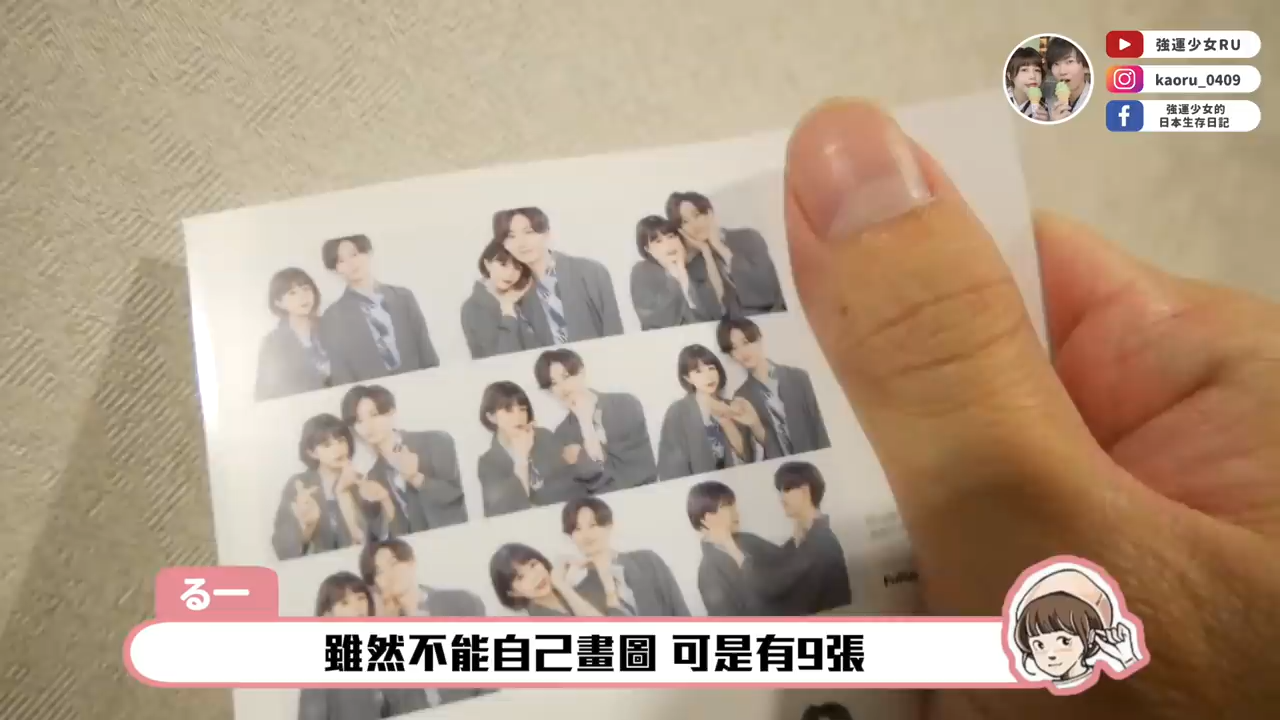 強運少女RU
kaoru_0409
強運少女的
日本生存日記
るー
雖然不能自己畫圖 可是有9張